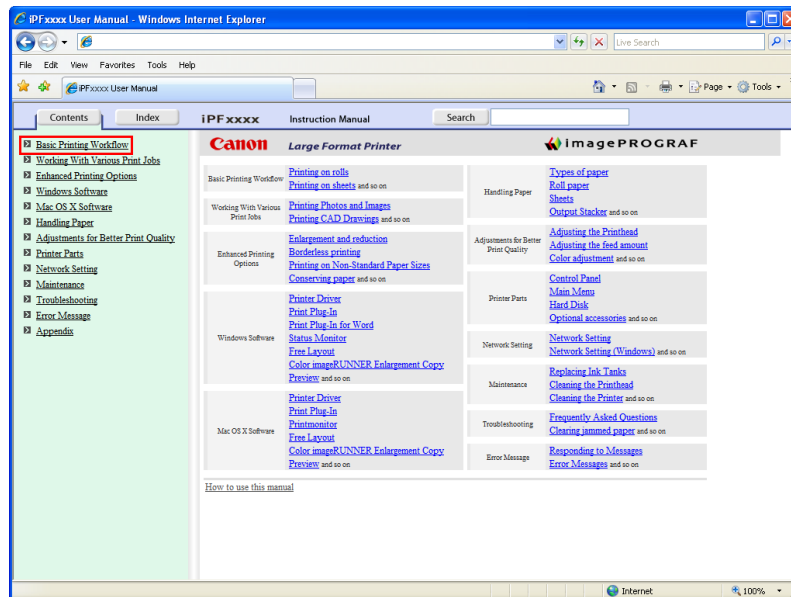 iPFxxxx User Manual - Windows Internet Explorer
Live Search
File Edit View Favorites Tools Help
iPFxxxx User Manual
Page
Tools
Contents
Index
iPFxxxx
Instruction Manual
Search
Basic Printing Workflow
Working With Various Print Jobs
Enhanced Printing Options
Windows Software
Mac OS X Software
Handling Paper
Adjustments for Better Print Quality
Printer Parts
Network Setting
Maintenance
Troubleshooting
Error Message
Appendix
Canon
Large Format Printer
imagePROGRAF
Basic Printing Workflow
Printing on rolls
Printing on sheets and so on
Working With Various
Print Jobs
Printing Photos and Images
Printing CAD Drawings and so on
Enhanced Printing
Options
Enlargement and reduction
Borderless printing
Printing on Non-Standard Paper Sizes
Conserving paper and so on
Windows Software
Printer Driver
Print Plug-In
Print Plug-In for Word
Status Monitor
Free Layout
Color imageRUNNER Enlargement Copy
Preview and so on
Mac OS X Software
Printer Driver
Print Plug-In
Printmonitor
Free Layout
Color imageRUNNER Enlargement Copy
Preview and so on
Handling Paper
Types of paper
Roll paper
Sheets
Output Stacker and so on
Adjustments for Better
Print Quality
Adjusting the Printhead
Adjusting the feed amount
Color adjustment and so on
Printer Parts
Control Panel
Main Menu
Hard Disk
Optional accessories and so on
Network Setting
Network Setting
Network Setting (Windows) and so on
Maintenance
Replacing Ink Tanks
Cleaning the Printhead
Cleaning the Printer and so on
Troubleshooting
Frequently Asked Questions
Clearing jammed paper and so on
Error Message
Responding to Messages
Error Messages and so on
How to use this manual
Internet
100%